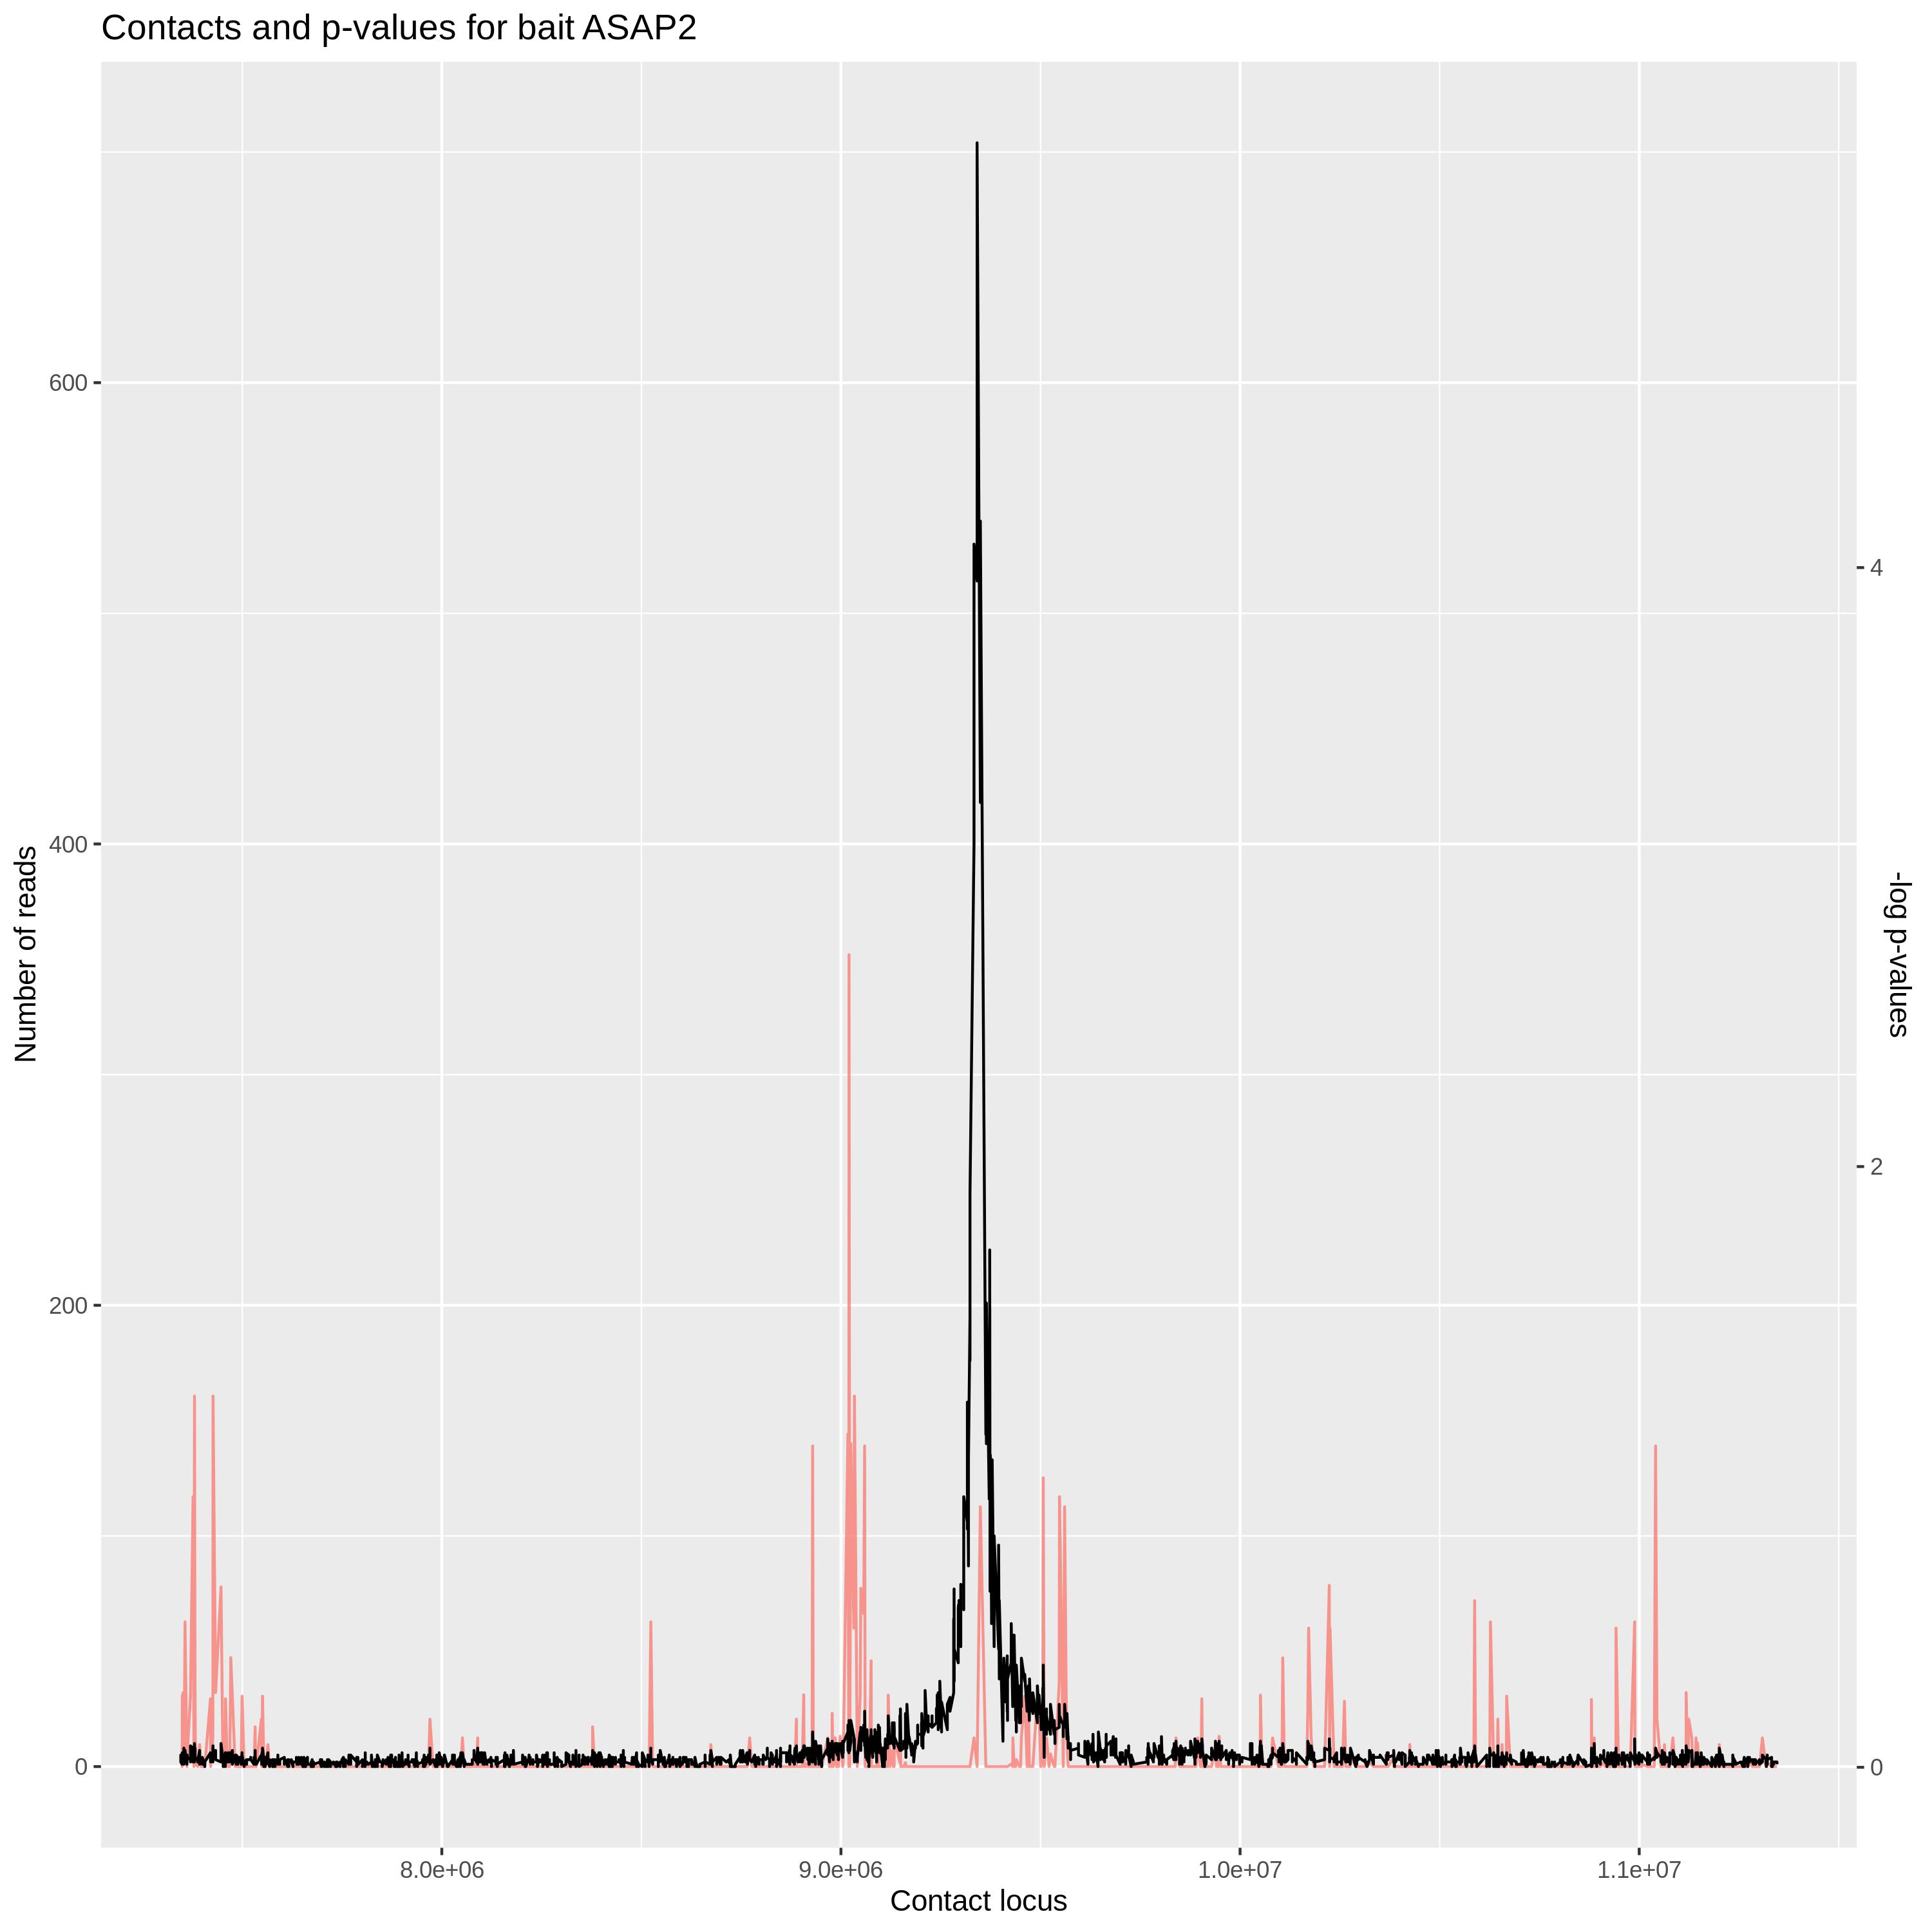 Contacts and p-values for bait ASAP2
Number of reads
600
400
200
0
4
2
0
-log p-values
8.0e+06
9.0e+06
1.0e+07
1.1e+07
Contact locus